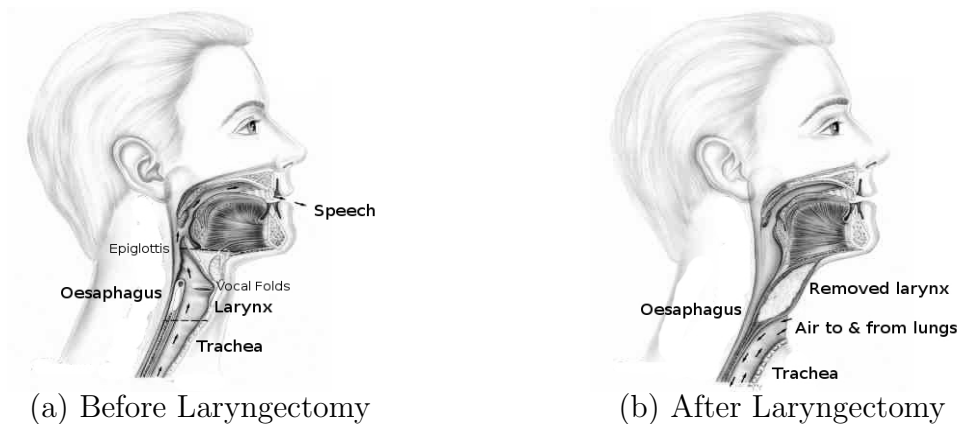 Speech
Epiglottis
Vocal Folds
Oesaphagus
Larynx
Trachea
(a) Before Laryngectomy
Removed larynx
Oesaphagus
Air to & from lungs
Trachea
(b) After Laryngectomy